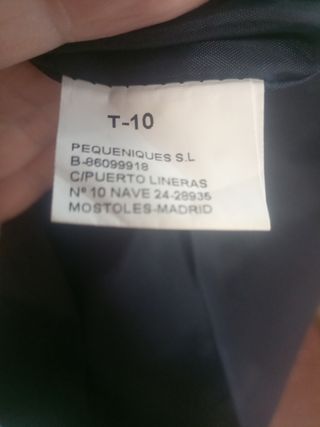 T-10
PEQUENIQUES S.L
B-86099918
C/PUERTO LINERAS
Nº 10 NAVE 24-28935
MOSTOLES-MADRID